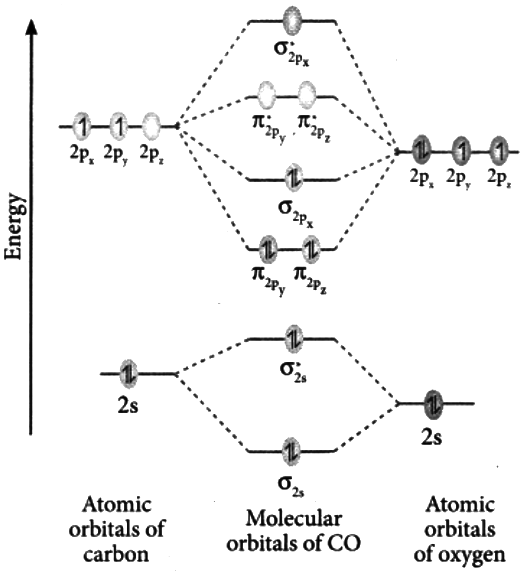 Energy
σ*2px
π*2py π*2pz
2px 2py 2pz
σ2px
2px 2py 2pz
π2py π2pz
σ*2s
2s
2s
σ2s
Atomic
orbitals of
carbon
Molecular
orbitals of CO
Atomic
orbitals
of oxygen